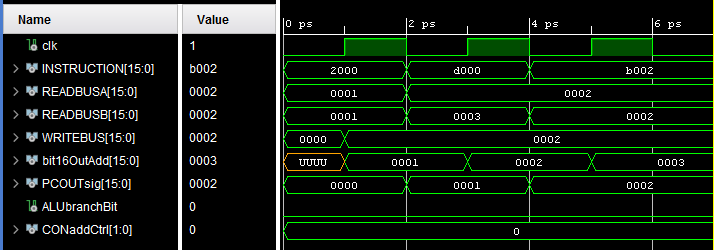 Name Value 0 ps 2 ps 4 ps 6 ps
clk 1
INSTRUCTION[15:0] b002 2000 d000 b002
READBUSA[15:0] 0002 0001 0002
READBUSB[15:0] 0002 0001 0003 0002
WRITEBUS[15:0] 0002 0000 0002
bit16OutAdd[15:0] 0003 UUUU 0001 0002 0003
PCOUTsig[15:0] 0002 0000 0001 0002
ALUbranchBit 0
CONaddCtrl[1:0] 0 0